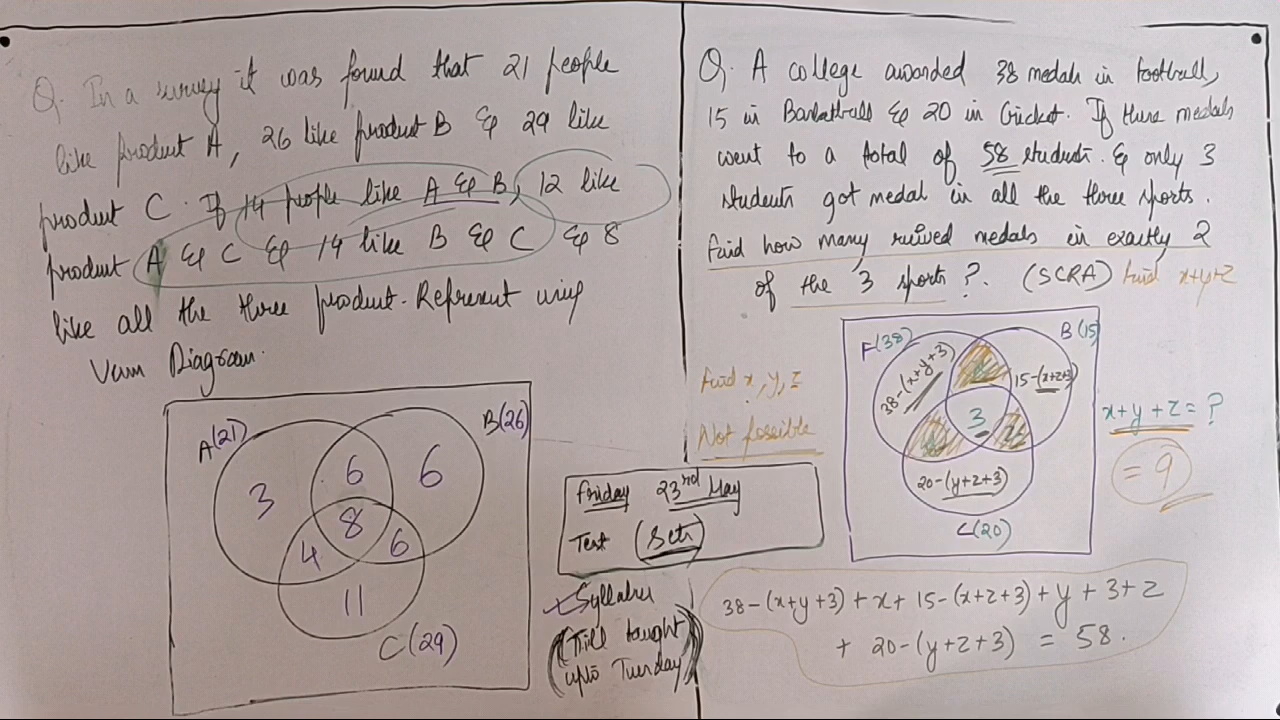 Q. In a survey it was found that 21 people
like product A, 26 like product B & 29 like
product C. If 14 people like A & B, 12 like
product A & C & 14 like B & C & 8
like all the three product. Represent using
Venn Diagram.
A(21)
B(26)
3
6
6
8
4
6
11
C(29)
Friday 23rd May
Test (Sets)
Syllabus
(Till taught
upto Tuesday)
Q. A college awarded 38 medals in football,
15 in Basketball & 20 in Cricket. If these medals
went to a total of 58 students & only 3
students got medal in all the three sports.
Find how many received medals in exactly 2
of the 3 sports?. (SCRA) Find x+y+z
Find x, y, z
Not possible
F(38)
B(15)
38-(x+y+3)
x
15-(x+z+3)
3
y
z
20-(y+z+3)
C(20)
x+y+z=?
= 9
38-(x+y+3) + x + 15-(x+z+3) + y + 3 + z
+ 20-(y+z+3) = 58.